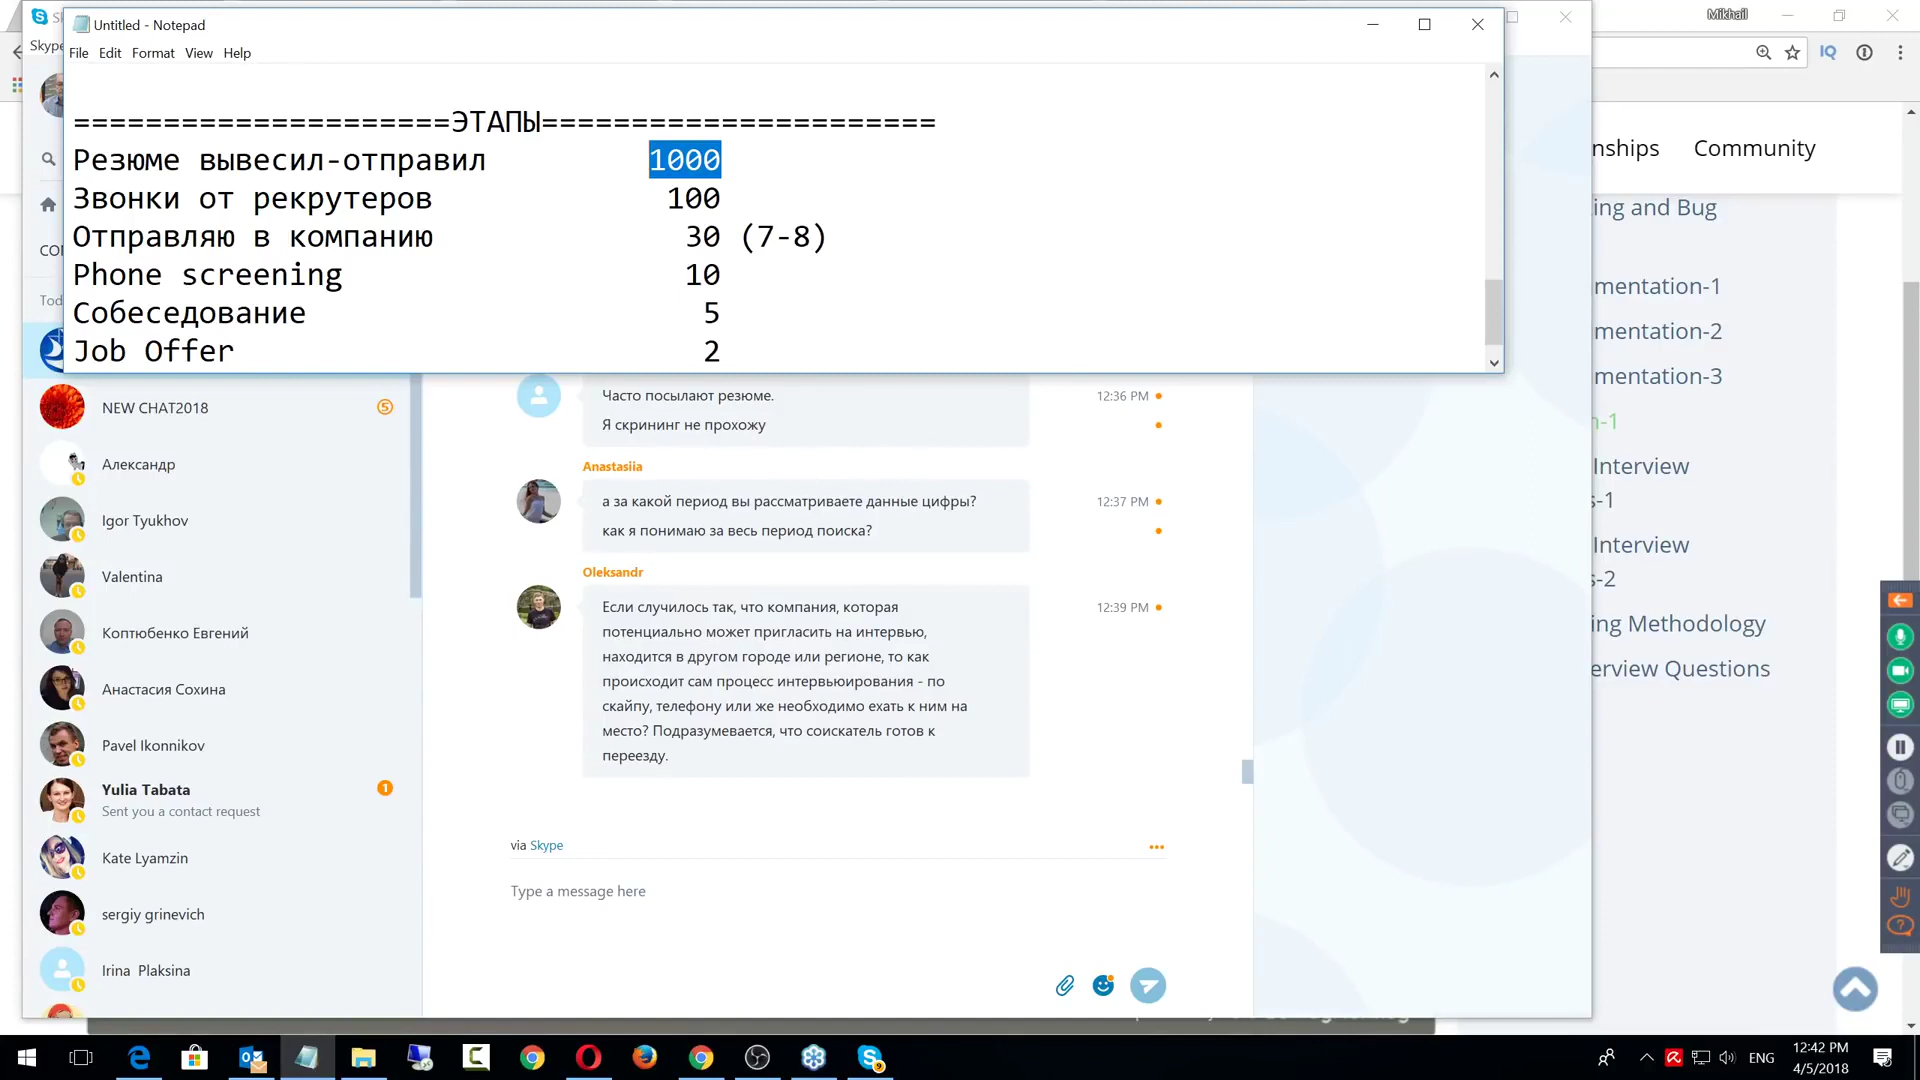 Untitled - Notepad
Mikhail
Skype
File Edit Format View Help
=====================ЭТАПЫ======================
Резюме вывесил-отправил 1000
Звонки от рекрутеров 100
Отправляю в компанию 30 (7-8)
Phone screening 10
Собеседование 5
Job Offer 2
nships Community
ing and Bug
mentation-1
mentation-2
mentation-3
n-1
Interview
s-1
Interview
s-2
ing Methodology
erview Questions
NEW CHAT2018 5
Александр
Igor Tyukhov
Valentina
Коптюбенко Евгений
Анастасия Сохина
Pavel Ikonnikov
Yulia Tabata 1
Sent you a contact request
Kate Lyamzin
sergiy grinevich
Irina Plaksina
Часто посылают резюме. 12:36 PM
Я скрининг не прохожу
Anastasiia
а за какой период вы рассматриваете данные цифры? 12:37 PM
как я понимаю за весь период поиска?
Oleksandr
Если случилось так, что компания, которая 12:39 PM
потенциально может пригласить на интервью,
находится в другом городе или регионе, то как
происходит сам процесс интервьюирования - по
скайпу, телефону или же необходимо ехать к ним на
место? Подразумевается, что соискатель готов к
переезду.
via Skype
Type a message here
ENG
12:42 PM
4/5/2018